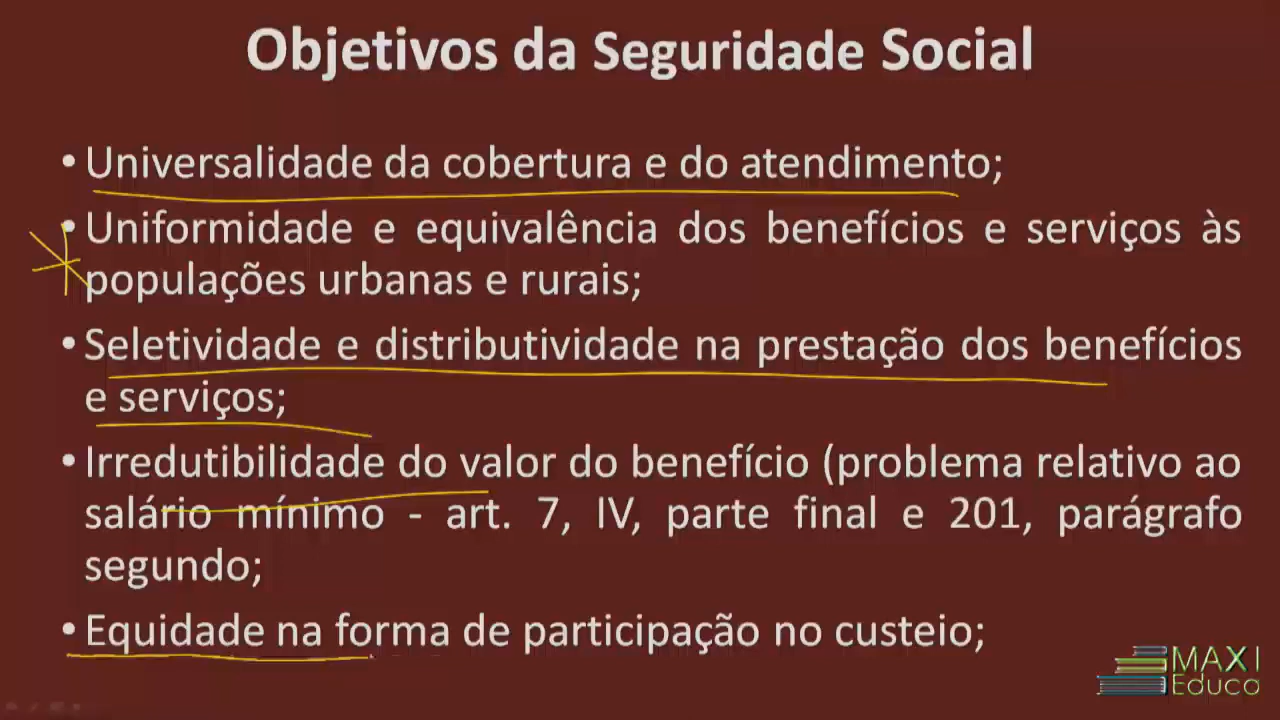 Objetivos da Seguridade Social
• Universalidade da cobertura e do atendimento;
• Uniformidade e equivalência dos benefícios e serviços às
populações urbanas e rurais;
• Seletividade e distributividade na prestação dos benefícios
e serviços;
• Irredutibilidade do valor do benefício (problema relativo ao
salário mínimo - art. 7, IV, parte final e 201, parágrafo
segundo;
• Equidade na forma de participação no custeio;
MAXI
Educa